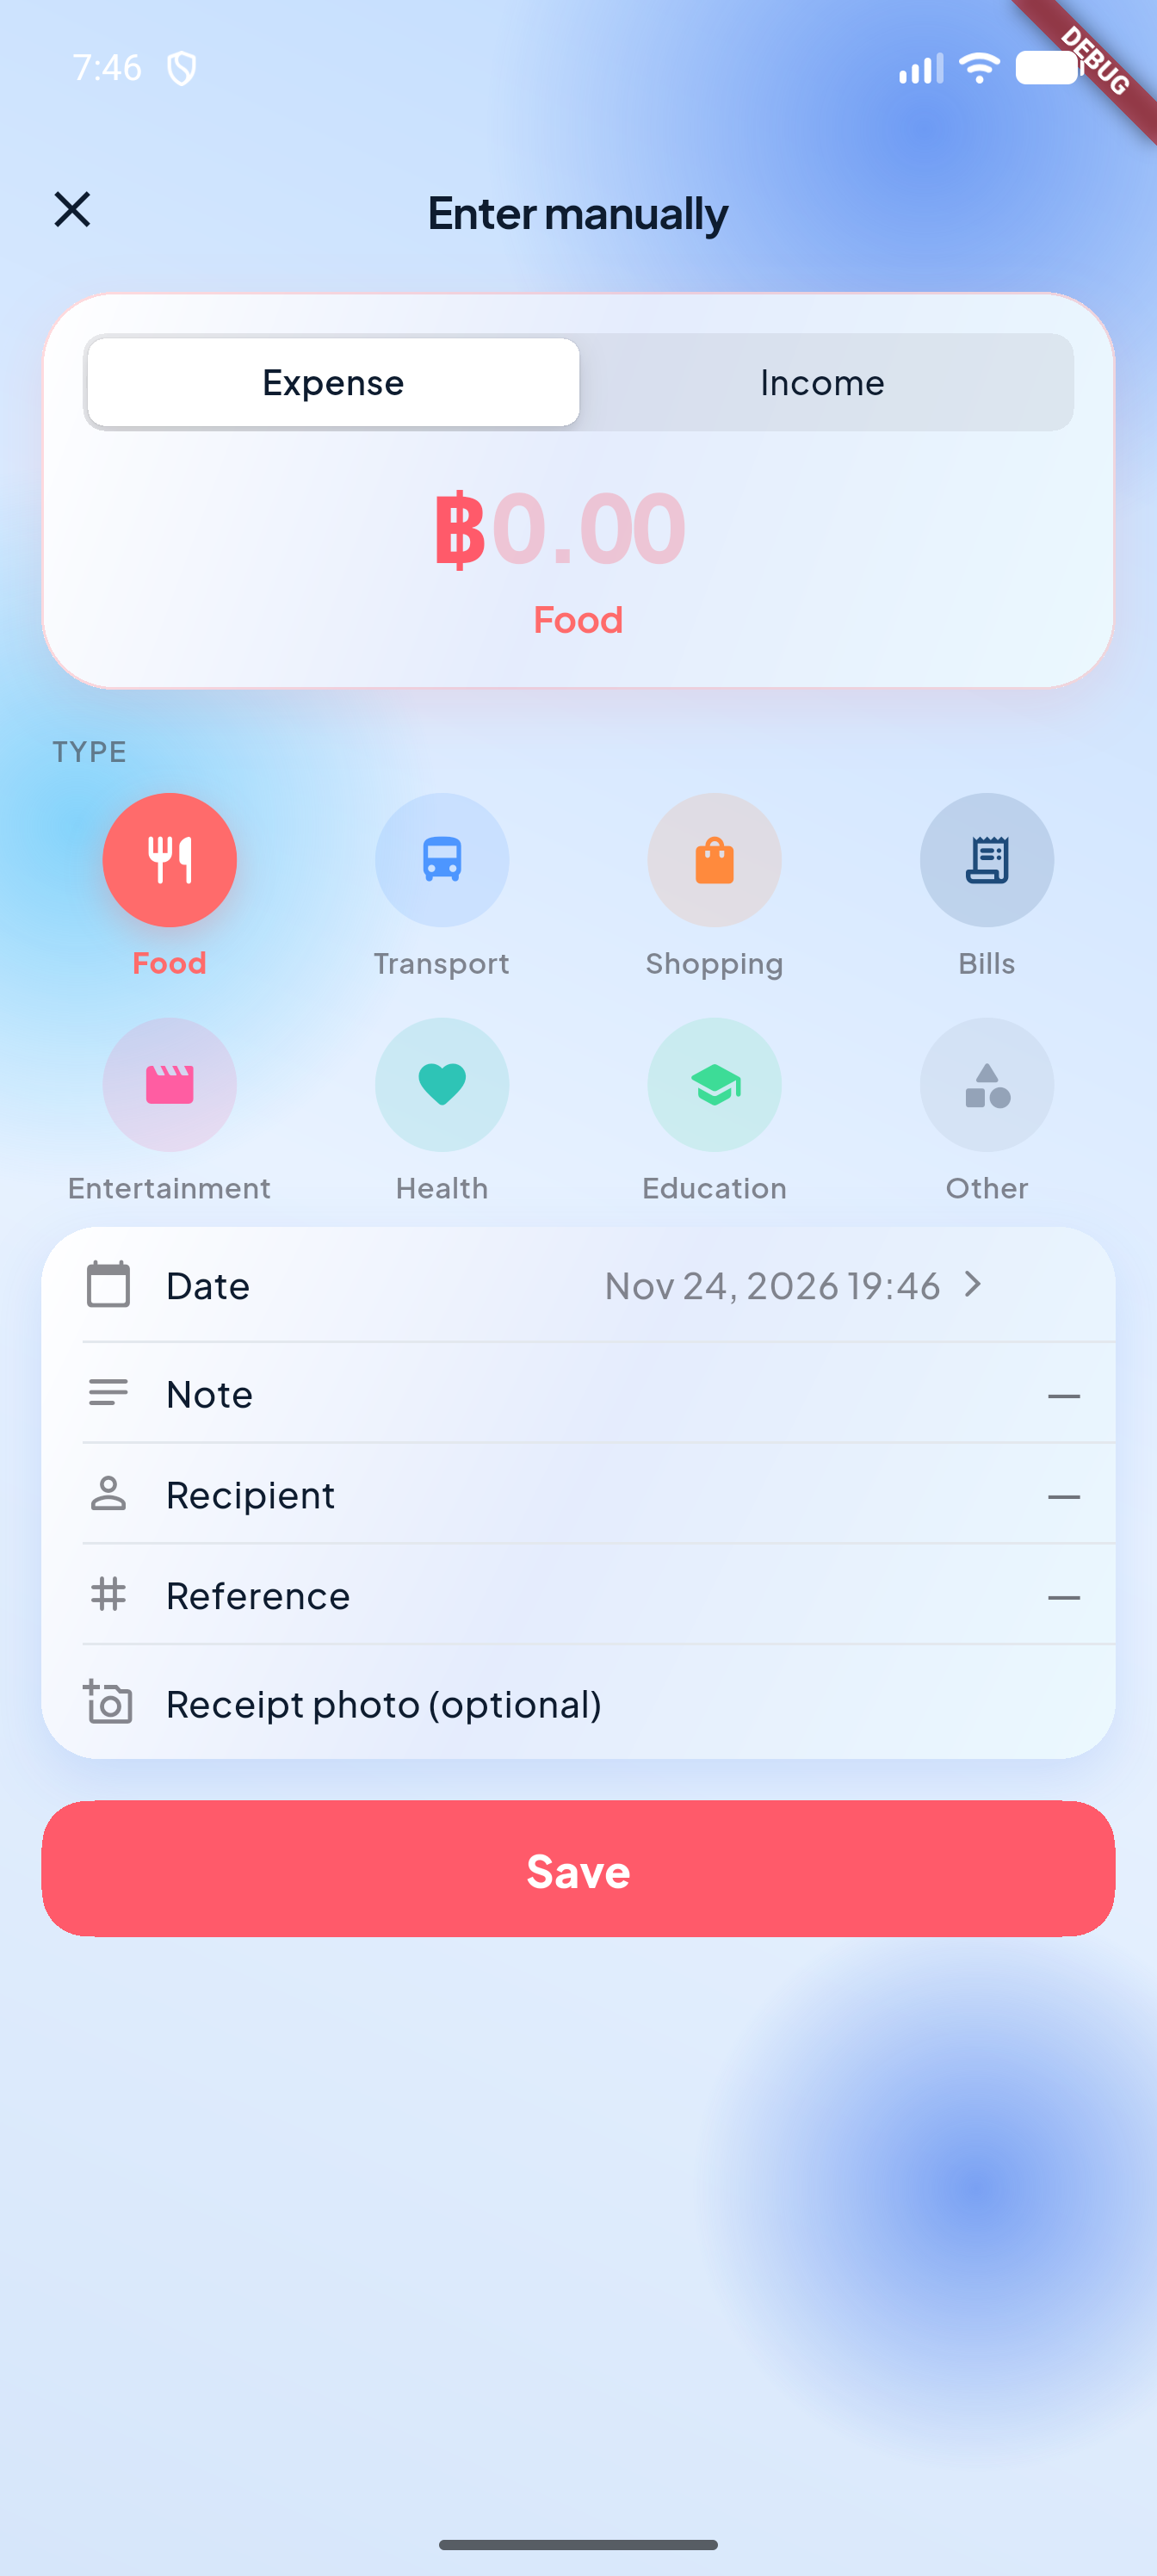 7:46
DEBUG
Enter manually
Expense Income
฿0.00
Food
TYPE
Food Transport Shopping Bills
Entertainment Health Education Other
Date Nov 24, 2026 19:46
Note —
Recipient —
Reference —
Receipt photo (optional)
Save